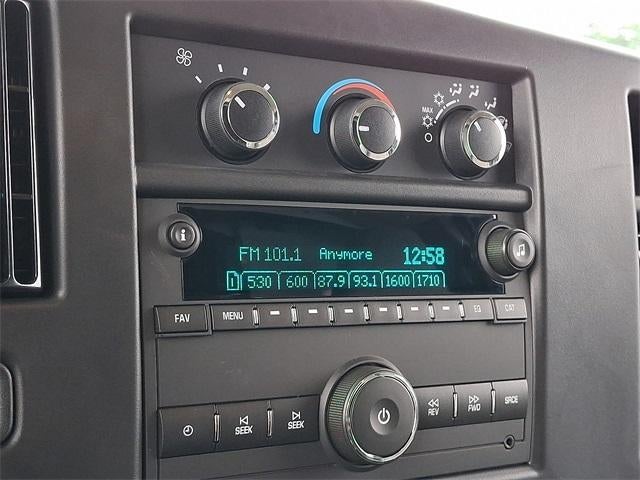 MAX
FM 101.1 Anymore 12:58
1 530 600 87.9 93.1 1600 1710
FAV MENU EQ CAT
SEEK SEEK REV FWD SRCE